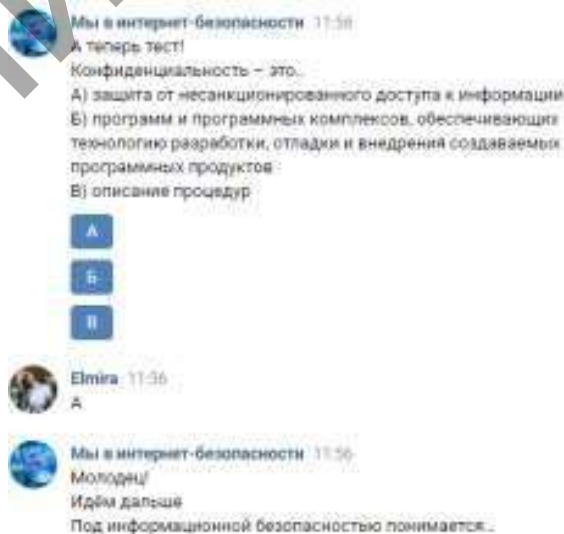 Мы в интернет-безопасности 11:56
А теперь тест!
Конфиденциальность – это..
А) защита от несанкционированного доступа к информации
Б) программ и программных комплексов, обеспечивающих
технологию разработки, отладки и внедрения создаваемых
программных продуктов
В) описание процедур
А
Б
В
Elmira 11:56
А
Мы в интернет-безопасности 11:56
Молодец!
Идём дальше
Под информационной безопасностью понимается...